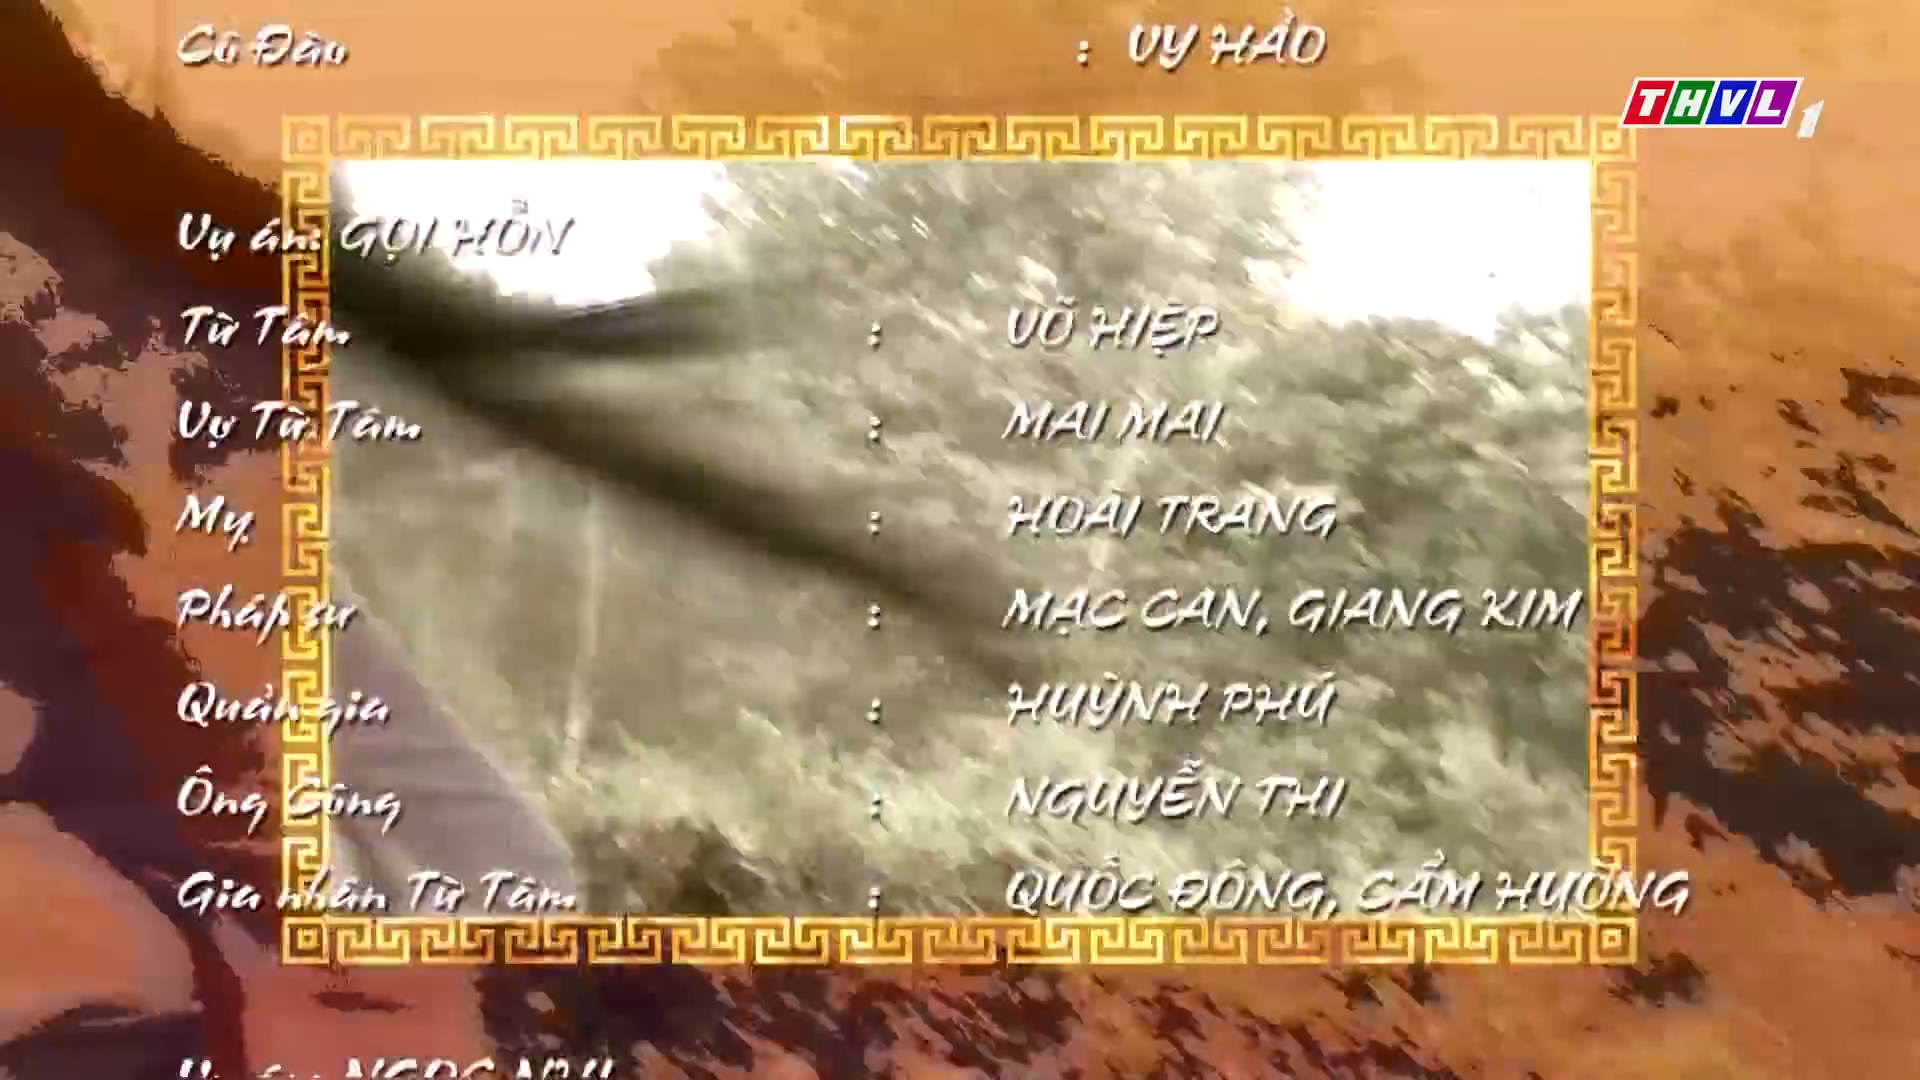 Cô Đào : UY HẢO
THVL1
Vụ án: GỌI HỒN
Từ Tâm : VÕ HIỆP
Vợ Từ Tâm : MAI MAI
My : HOÀI TRANG
Pháp sư : MẠC CAN, GIANG KIM
Quản gia : HUỲNH PHÚ
Ông Công : NGUYỄN THI
Gia nhân Từ Tâm : QUỐC ĐÔNG, CẨM HƯỜNG